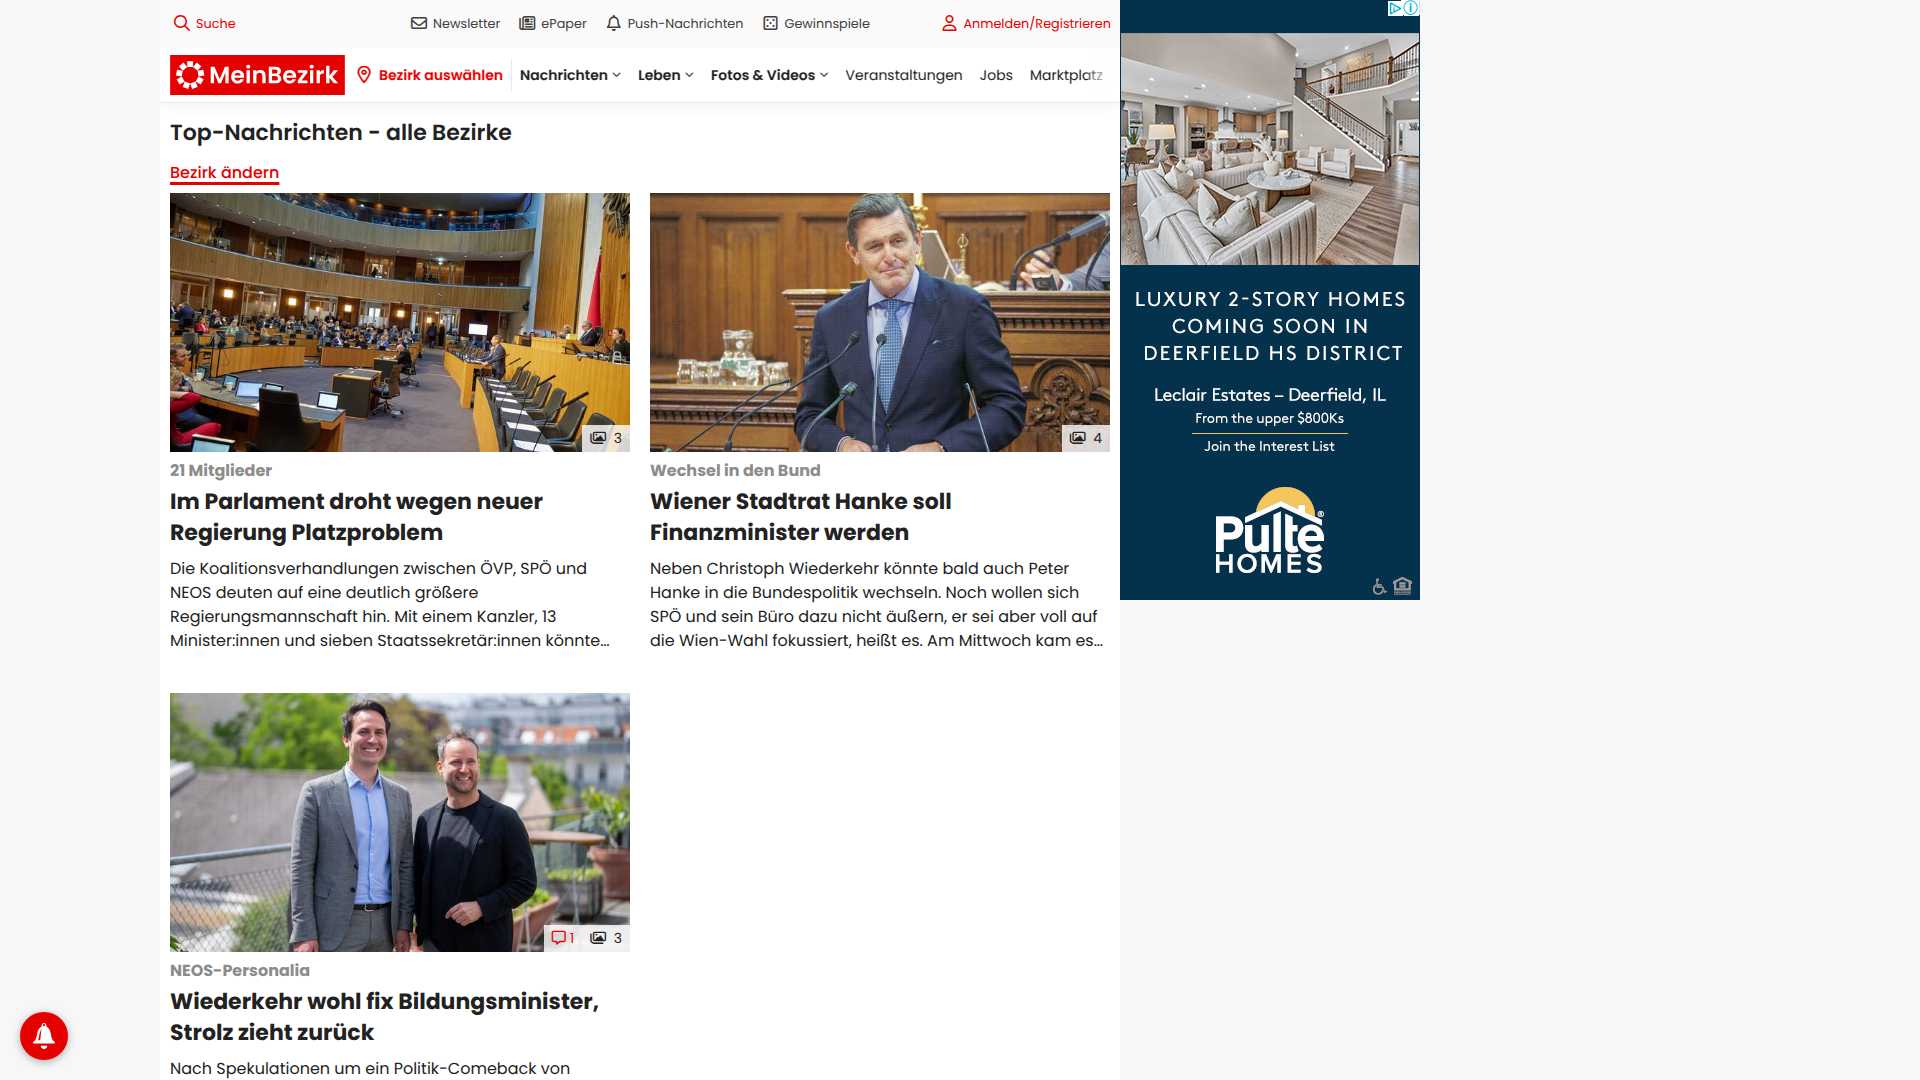 Suche
Newsletter
ePaper
Push-Nachrichten
Gewinnspiele
Anmelden/Registrieren
MeinBezirk
Bezirk auswählen
Nachrichten
Leben
Fotos & Videos
Veranstaltungen
Jobs
Marktplatz
Top-Nachrichten - alle Bezirke
Bezirk ändern
3
21 Mitglieder
Im Parlament droht wegen neuer
Regierung Platzproblem
Die Koalitionsverhandlungen zwischen ÖVP, SPÖ und
NEOS deuten auf eine deutlich größere
Regierungsmannschaft hin. Mit einem Kanzler, 13
Minister:innen und sieben Staatssekretär:innen könnte...
4
Wechsel in den Bund
Wiener Stadtrat Hanke soll
Finanzminister werden
Neben Christoph Wiederkehr könnte bald auch Peter
Hanke in die Bundespolitik wechseln. Noch wollen sich
SPÖ und sein Büro dazu nicht äußern, er sei aber voll auf
die Wien-Wahl fokussiert, heißt es. Am Mittwoch kam es...
1
3
NEOS-Personalia
Wiederkehr wohl fix Bildungsminister,
Strolz zieht zurück
Nach Spekulationen um ein Politik-Comeback von
LUXURY 2-STORY HOMES
COMING SOON IN
DEERFIELD HS DISTRICT
Leclair Estates – Deerfield, IL
From the upper $800Ks
Join the Interest List
Pulte®
HOMES